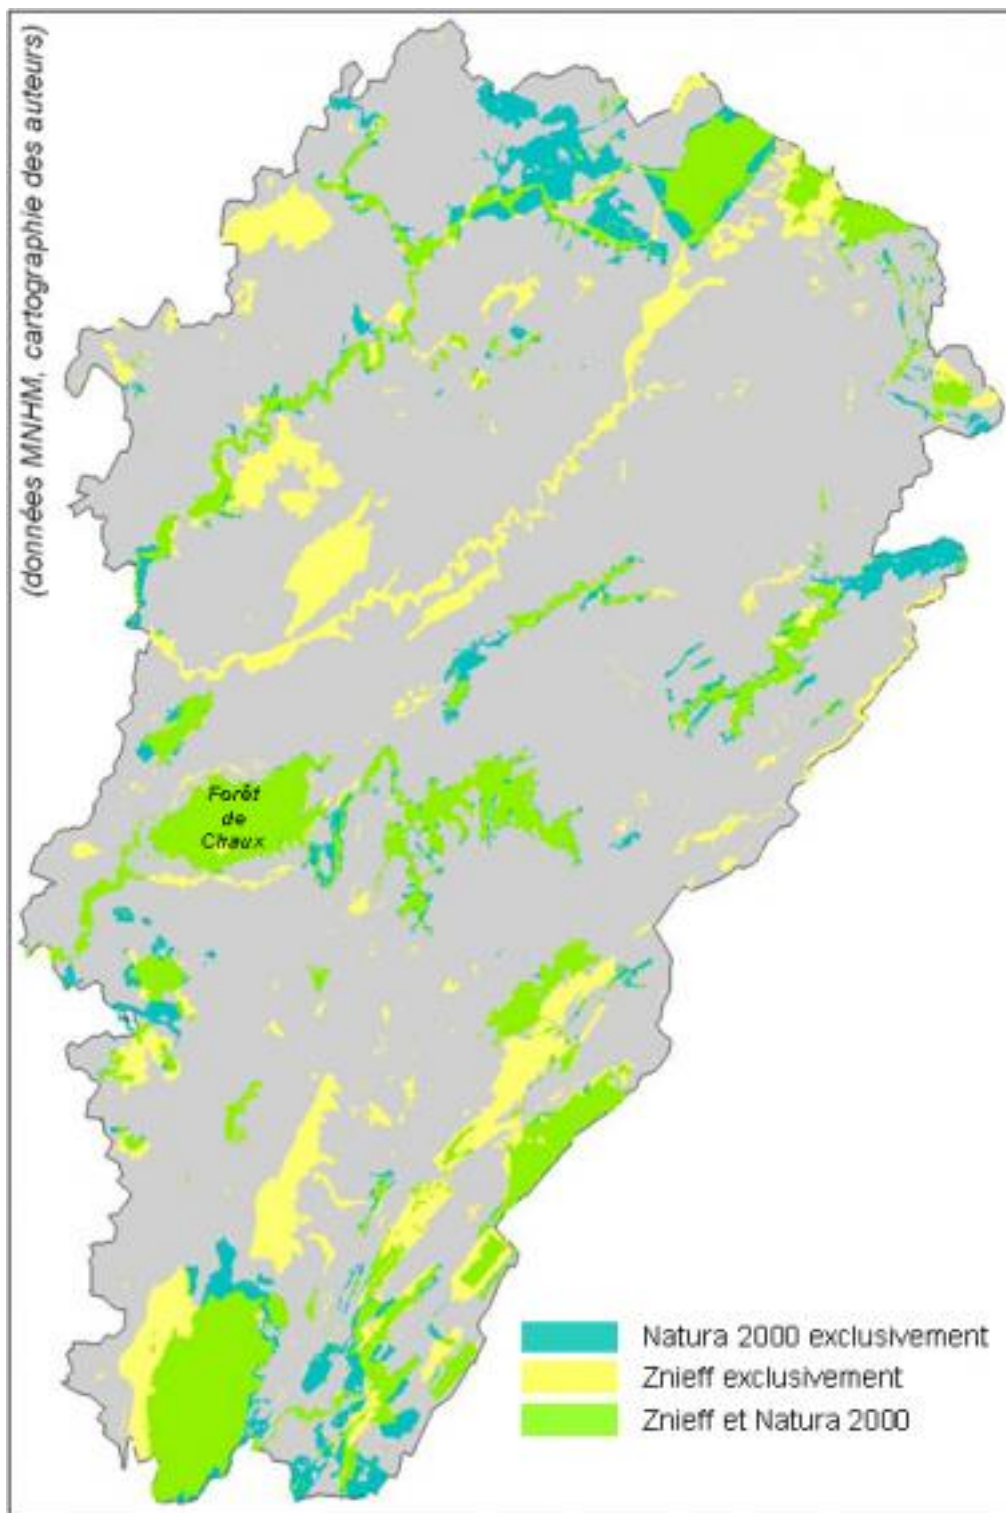 (données MNHM, cartographie des auteurs)
Forêt
de
Chaux
Natura 2000 exclusivement
Znieff exclusivement
Znieff et Natura 2000